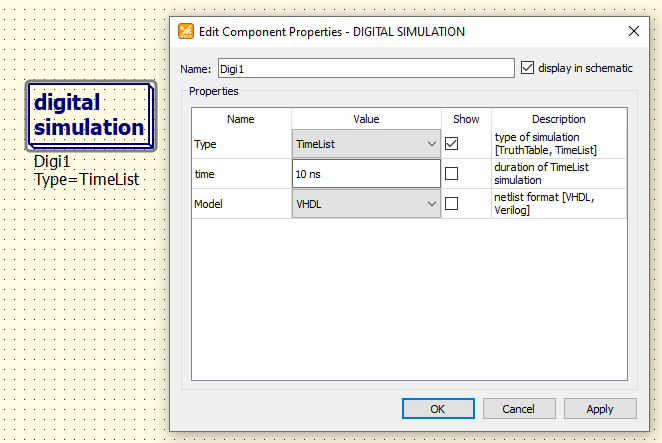 digital
simulation
Digi1
Type=TimeList
Edit Component Properties - DIGITAL SIMULATION
Name: Digi1 display in schematic
Properties
Name Value Show Description
Type TimeList type of simulation
[TruthTable, TimeList]
time 10 ns duration of TimeList
simulation
Model VHDL netlist format [VHDL,
Verilog]
OK Cancel Apply